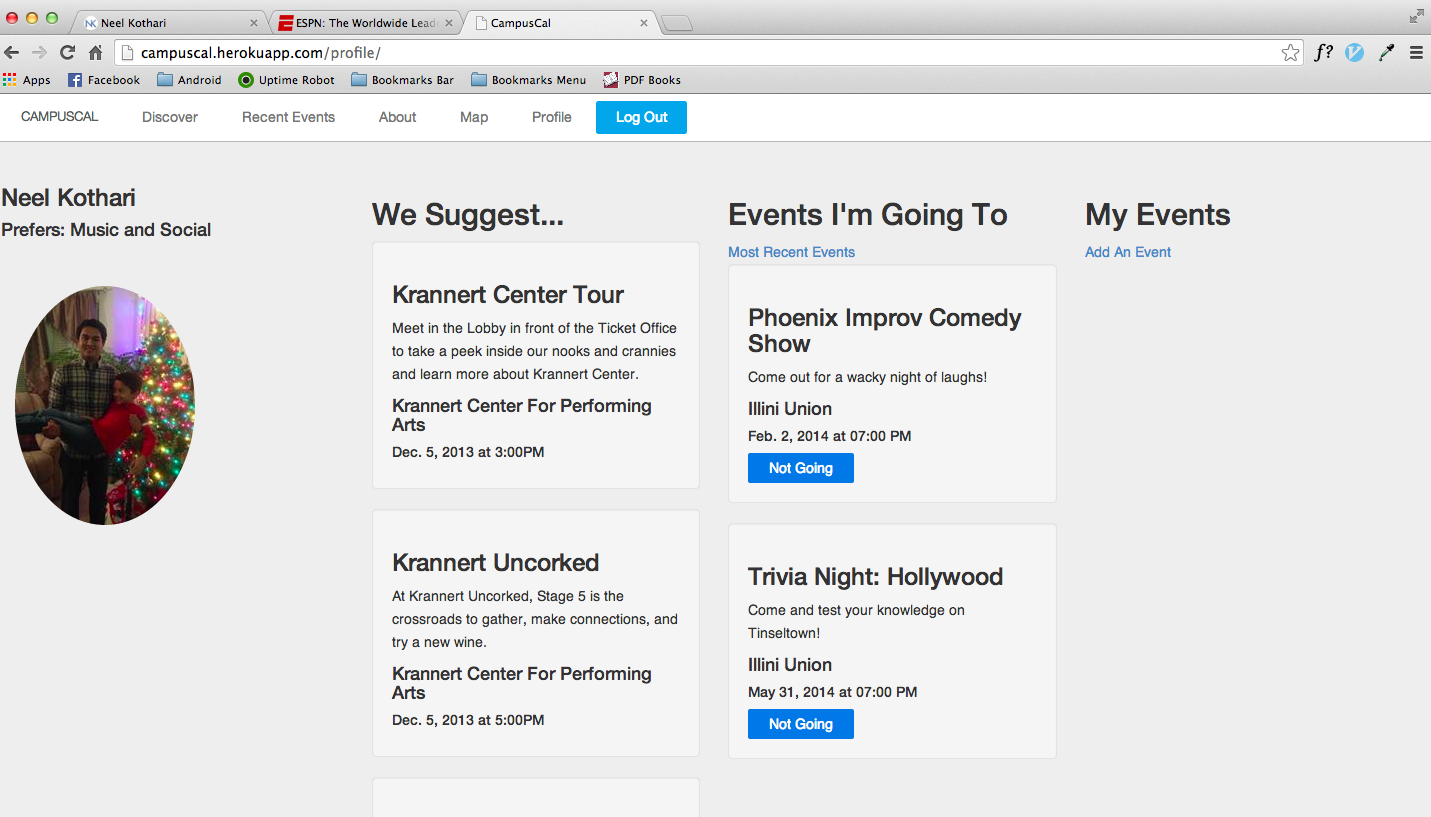 Neel Kothari
ESPN: The Worldwide Lead
CampusCal
campuscal.herokuapp.com/profile/
f?
Apps
Facebook
Android
Uptime Robot
Bookmarks Bar
Bookmarks Menu
PDF Books
CAMPUSCAL
Discover
Recent Events
About
Map
Profile
Log Out
Neel Kothari
Prefers: Music and Social
We Suggest...
Krannert Center Tour
Meet in the Lobby in front of the Ticket Office
to take a peek inside our nooks and crannies
and learn more about Krannert Center.
Krannert Center For Performing
Arts
Dec. 5, 2013 at 3:00PM
Krannert Uncorked
At Krannert Uncorked, Stage 5 is the
crossroads to gather, make connections, and
try a new wine.
Krannert Center For Performing
Arts
Dec. 5, 2013 at 5:00PM
Events I'm Going To
Most Recent Events
Phoenix Improv Comedy
Show
Come out for a wacky night of laughs!
Illini Union
Feb. 2, 2014 at 07:00 PM
Not Going
Trivia Night: Hollywood
Come and test your knowledge on
Tinseltown!
Illini Union
May 31, 2014 at 07:00 PM
Not Going
My Events
Add An Event